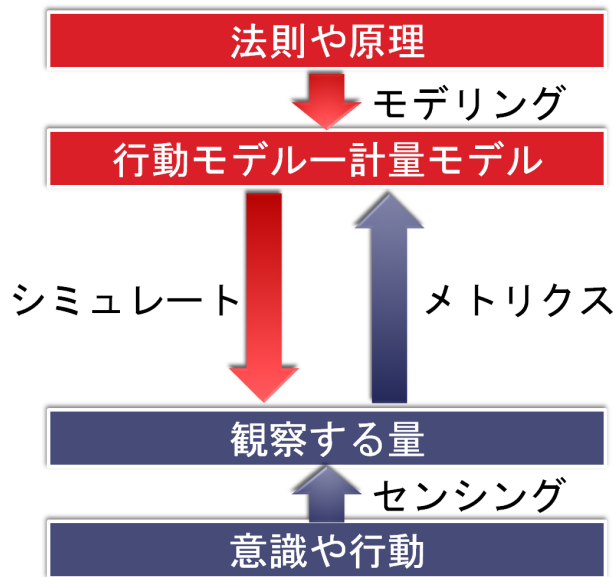 法則や原理
モデリング
行動モデルー計量モデル
シミュレート
メトリクス
観察する量
センシング
意識や行動